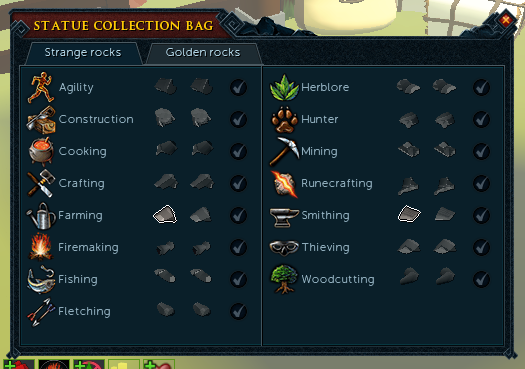 STATUE COLLECTION BAG
Strange rocks
Golden rocks
Agility
Construction
Cooking
Crafting
Farming
Firemaking
Fishing
Fletching
Herblore
Hunter
Mining
Runecrafting
Smithing
Thieving
Woodcutting